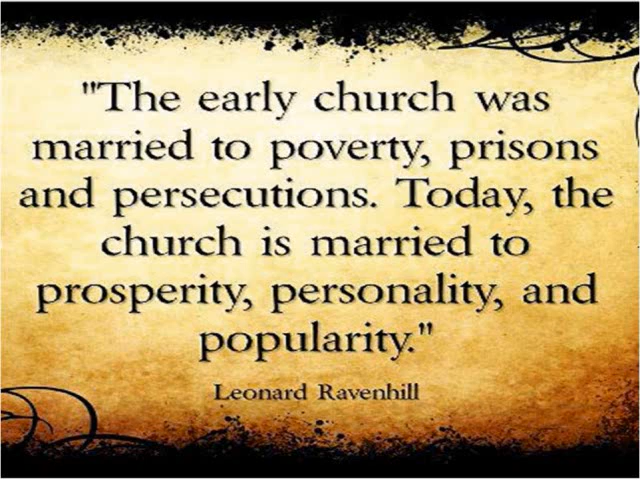 "The early church was
married to poverty, prisons
and persecutions. Today, the
church is married to
prosperity, personality, and
popularity."
Leonard Ravenhill